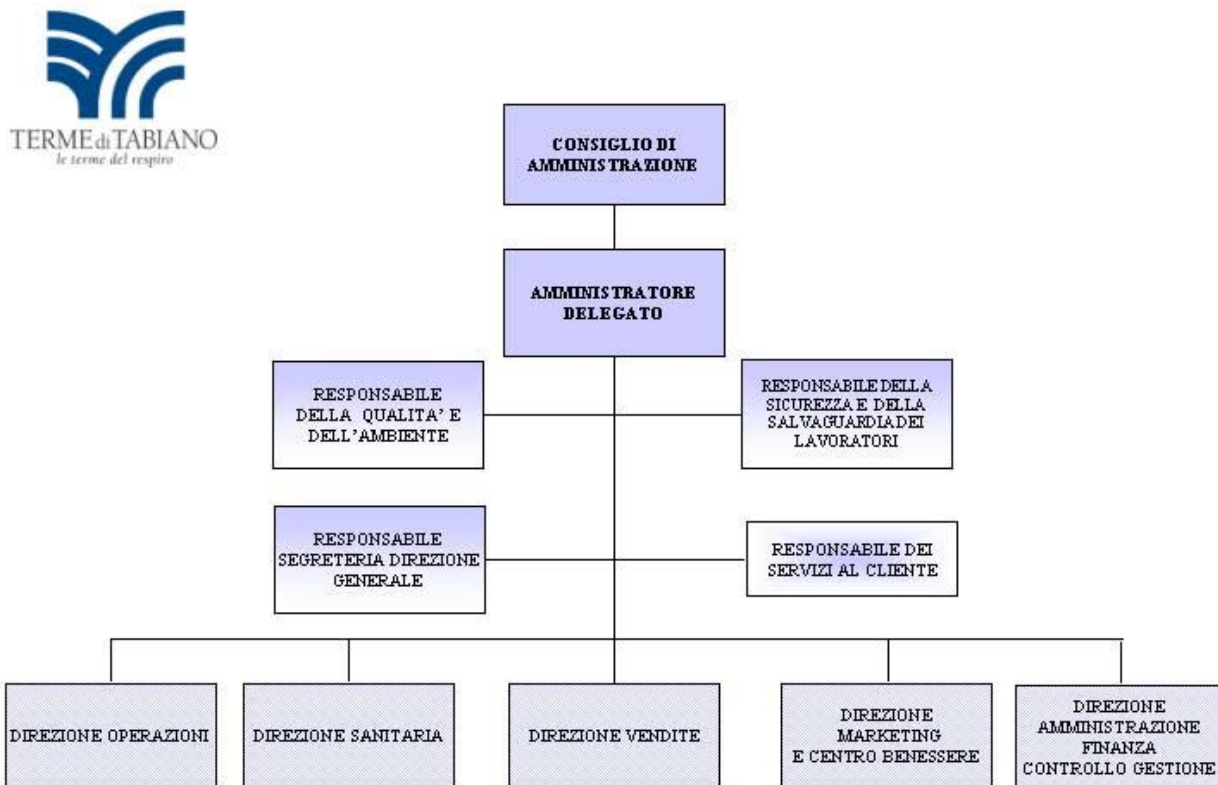 TERME di TABIANO
le terme del respiro
CONSIGLIO DI
AMMINISTRAZIONE
AMMINISTRATORE
DELEGATO
RESPONSABILE
DELLA QUALITA' E
DELL'AMBIENTE
RESPONSABILE DELLA
SICUREZZA E DELLA
SALVAGUARDIA DEI
LAVORATORI
RESPONSABILE
SEGRETERIA DIREZIONE
GENERALE
RESPONSABILE DEI
SERVIZI AL CLIENTE
DIREZIONE OPERAZIONI
DIREZIONE SANITARIA
DIREZIONE VENDITE
DIREZIONE
MARKETING
E CENTRO BENESSERE
DIREZIONE
AMMINISTRAZIONE
FINANZA
CONTROLLO GESTIONE